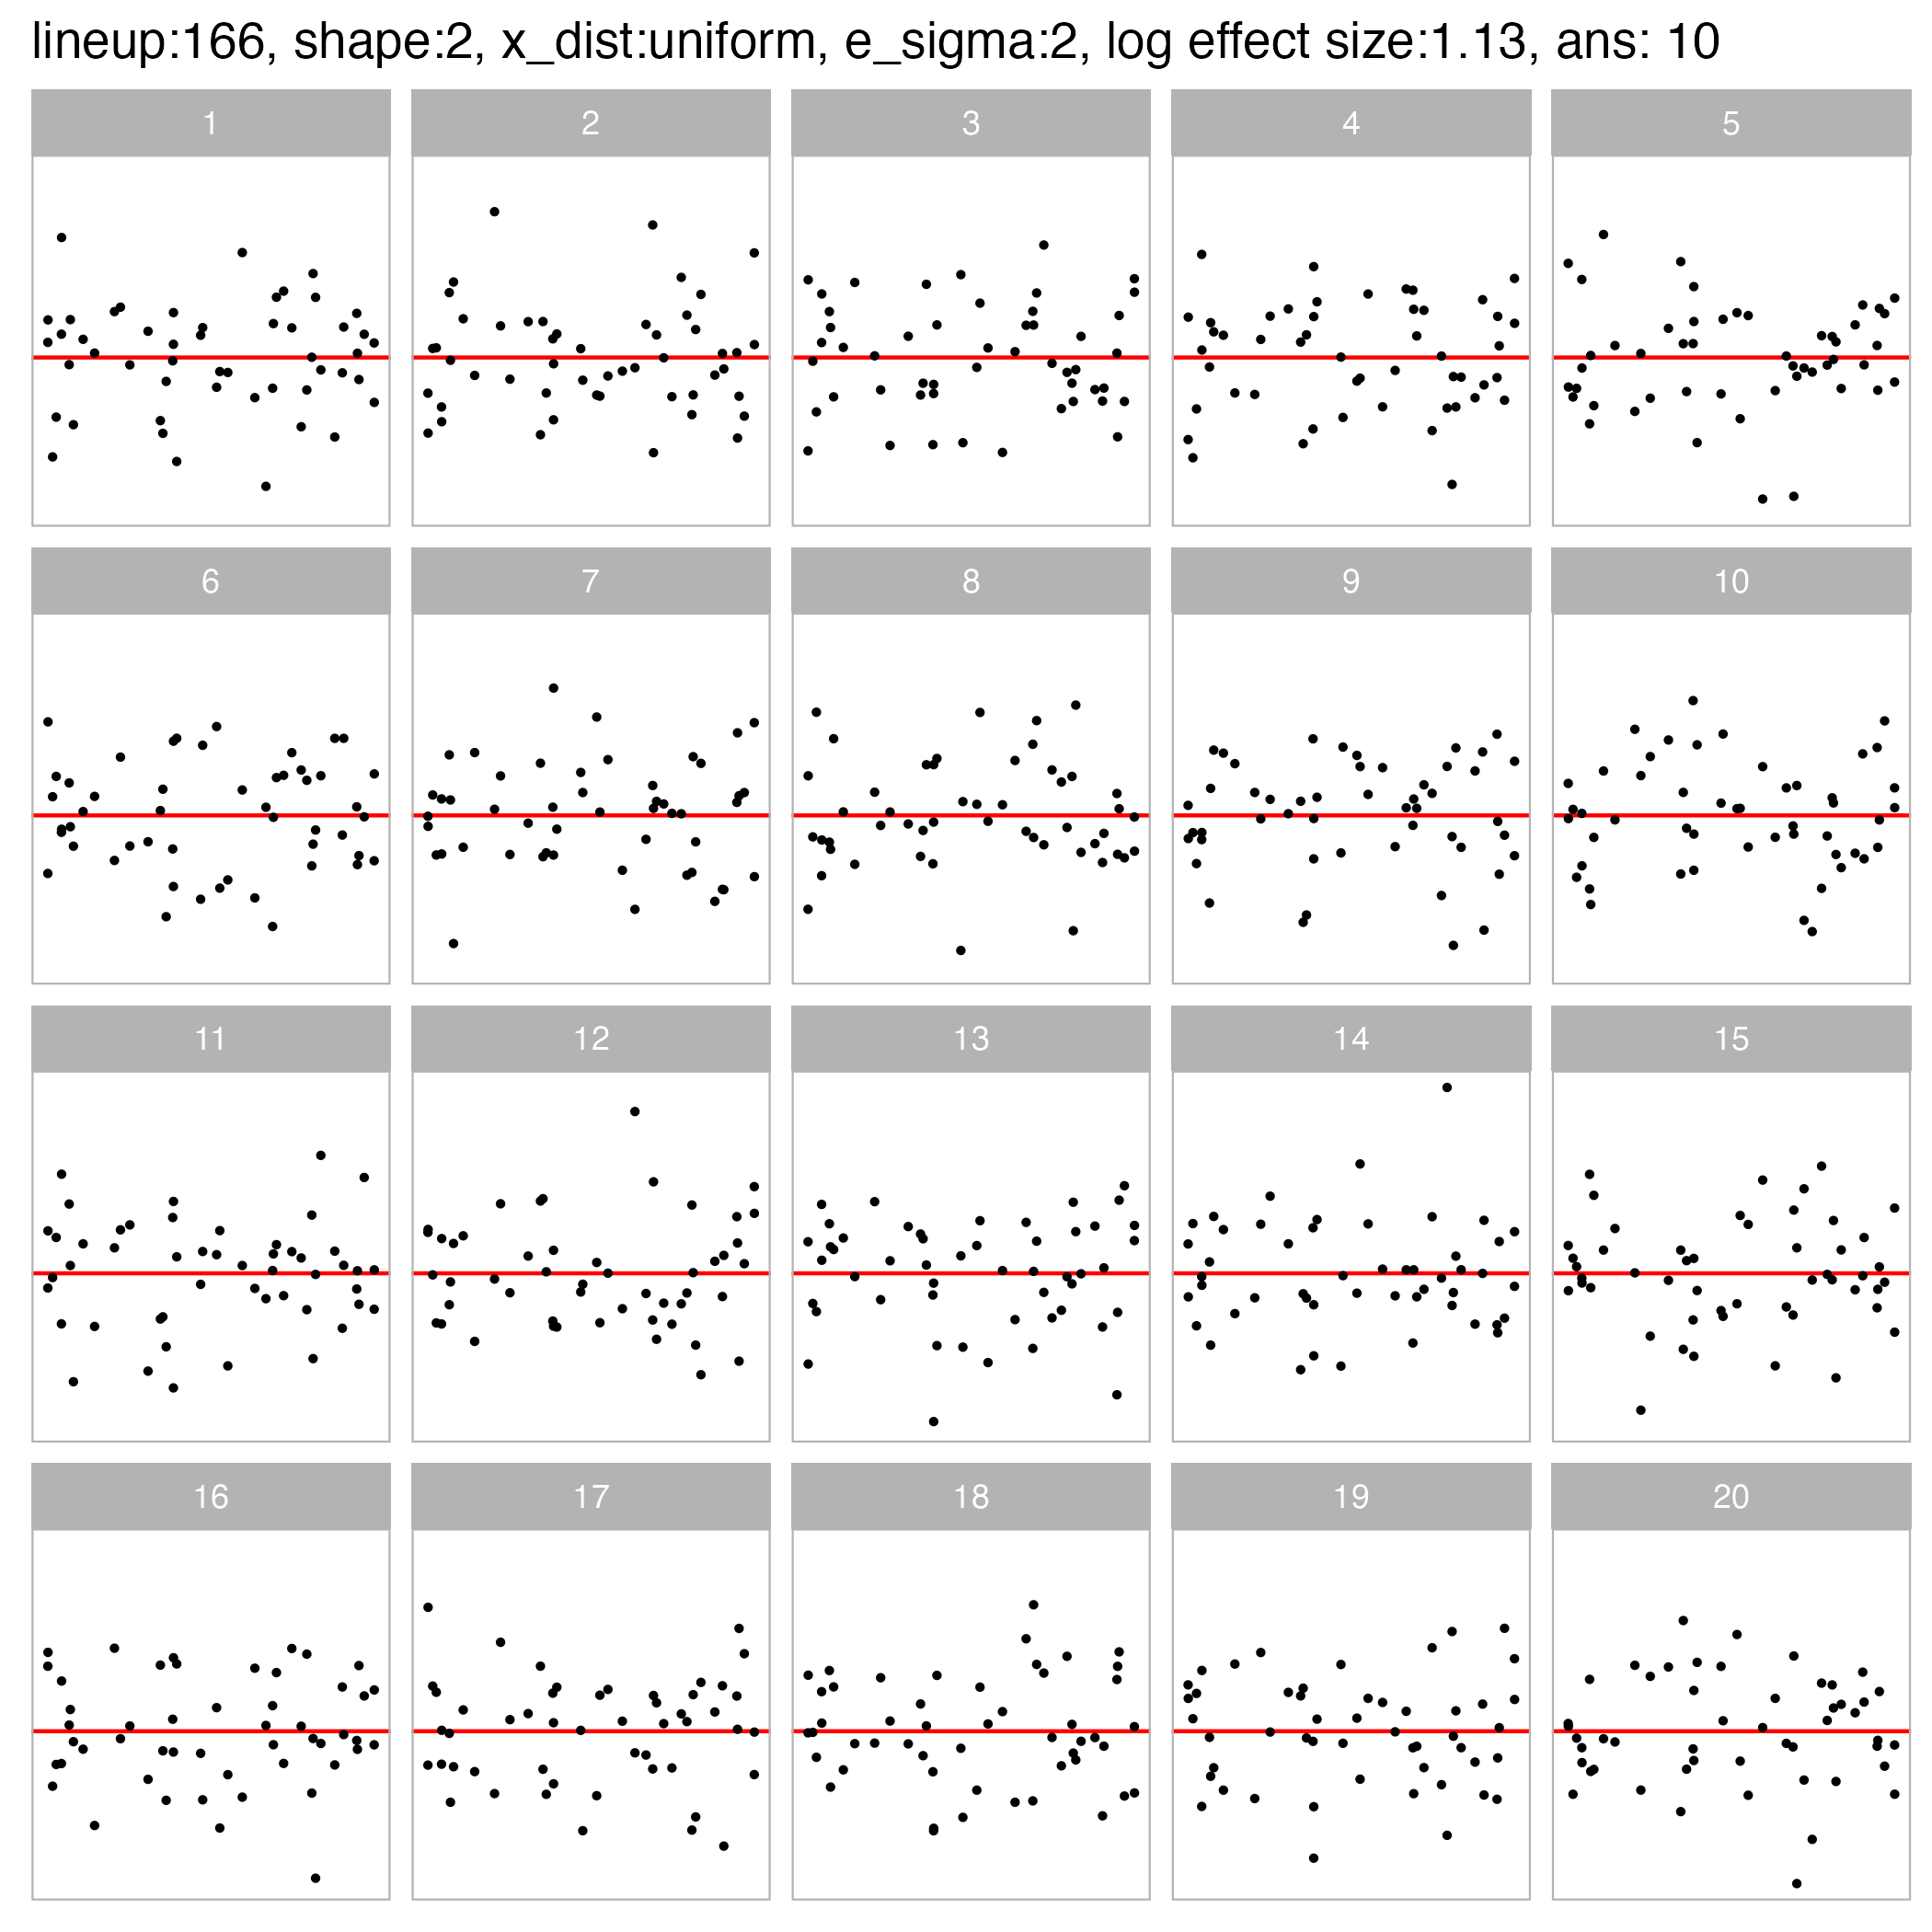 lineup:166, shape:2, x_dist:uniform, e_sigma:2, log effect size:1.13, ans: 10
1 2 3 4 5
6 7 8 9 10
11 12 13 14 15
16 17 18 19 20